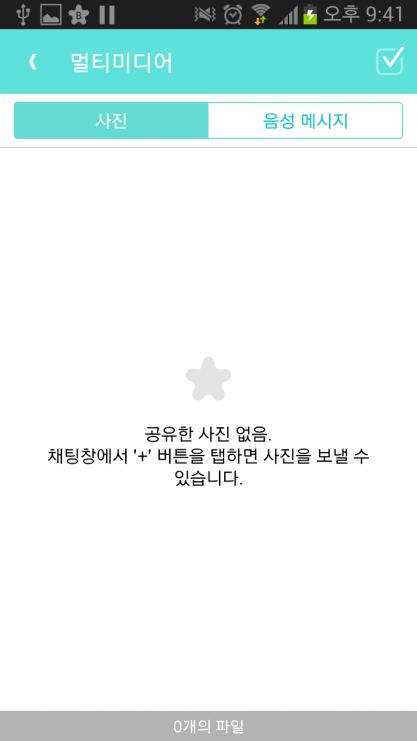 오후 9:41
멀티미디어
사진
음성 메시지
공유한 사진 없음.
채팅창에서 '+' 버튼을 탭하면 사진을 보낼 수
있습니다.
0개의 파일